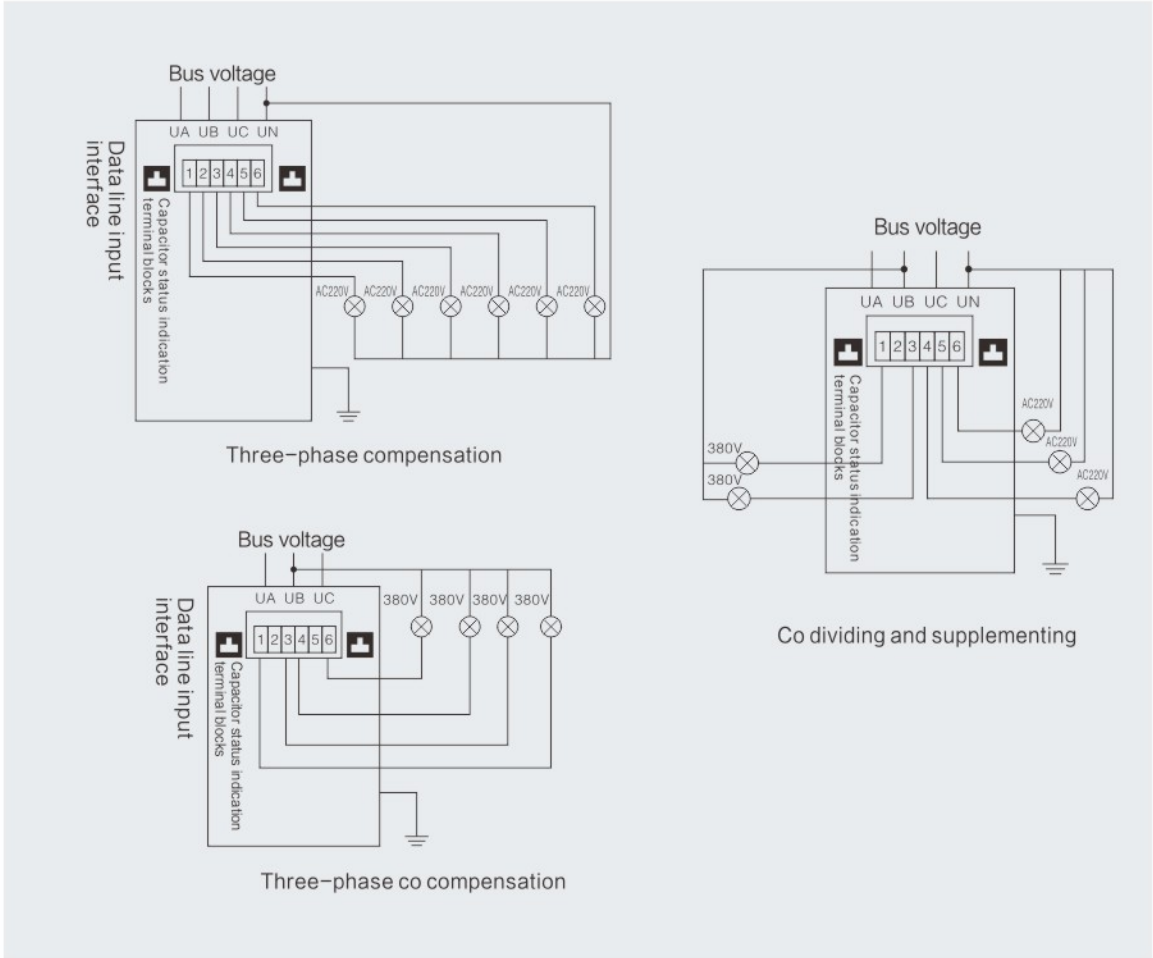 Bus voltage
UA UB UC UN
Data line input
interface
1 2 3 4 5 6
Capacitor status indication
terminal blocks
AC220V AC220V AC220V AC220V AC220V AC220V
Three-phase compensation
Bus voltage
UA UB UC
Data line input
interface
1 2 3 4 5 6
Capacitor status indication
terminal blocks
380V 380V 380V 380V
Three-phase co compensation
Bus voltage
UA UB UC UN
1 2 3 4 5 6
Capacitor status indication
terminal blocks
AC220V
AC220V
AC220V
380V
380V
Co dividing and supplementing